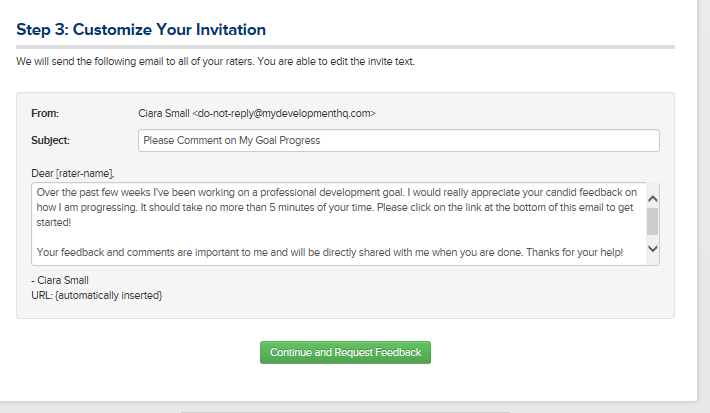 Step 3: Customize Your Invitation
We will send the following email to all of your raters. You are able to edit the invite text.
From: Ciara Small <do-not-reply@mydevelopmenthq.com>
Subject: Please Comment on My Goal Progress
Dear [rater-name],
Over the past few weeks I've been working on a professional development goal. I would really appreciate your candid feedback on
how I am progressing. It should take no more than 5 minutes of your time. Please click on the link at the bottom of this email to get
started!
Your feedback and comments are important to me and will be directly shared with me when you are done. Thanks for your help!
- Ciara Small
URL: {automatically inserted}
Continue and Request Feedback